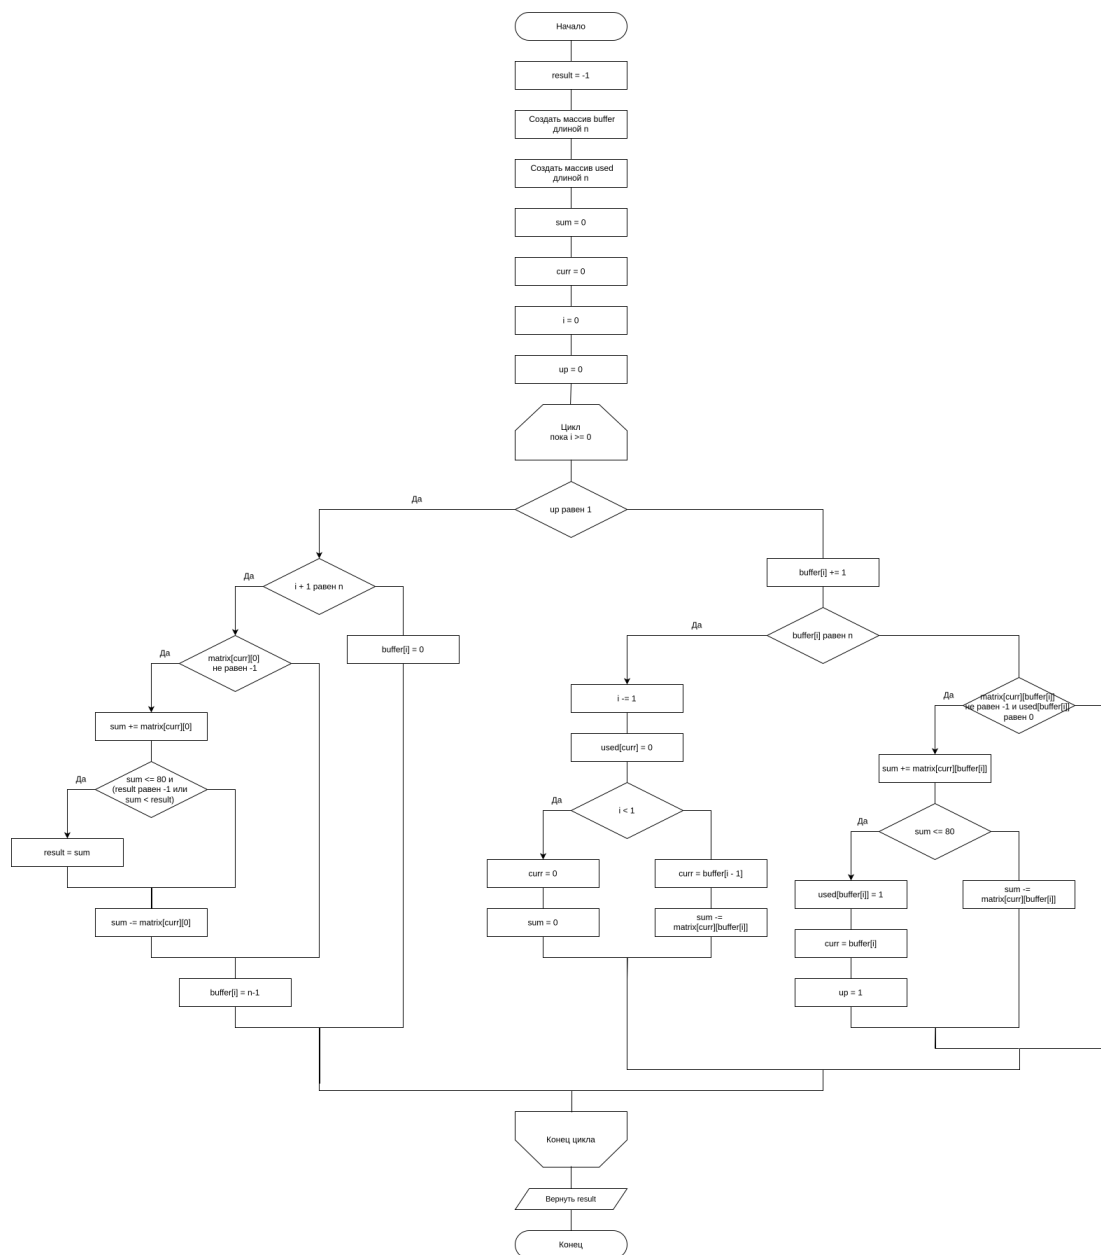 Начало
result = -1
Создать массив buffer
длиной n
Создать массив used
длиной n
sum = 0
curr = 0
i = 0
up = 0
Цикл
пока i >= 0
up равен 1
Да
i + 1 равен n
Да
matrix[curr][0]
не равен -1
Да
sum += matrix[curr][0]
sum <= 80 и
(result равен -1 или
sum < result)
Да
result = sum
sum -= matrix[curr][0]
buffer[i] = n-1
buffer[i] = 0
buffer[i] += 1
buffer[i] равен n
Да
i -= 1
used[curr] = 0
i < 1
Да
curr = 0
sum = 0
curr = buffer[i - 1]
sum -=
matrix[curr][buffer[i]]
matrix[curr][buffer[i]]
не равен -1 и used[buffer[i]]
равен 0
Да
sum += matrix[curr][buffer[i]]
sum <= 80
Да
used[buffer[i]] = 1
curr = buffer[i]
up = 1
sum -=
matrix[curr][buffer[i]]
Конец цикла
Вернуть result
Конец